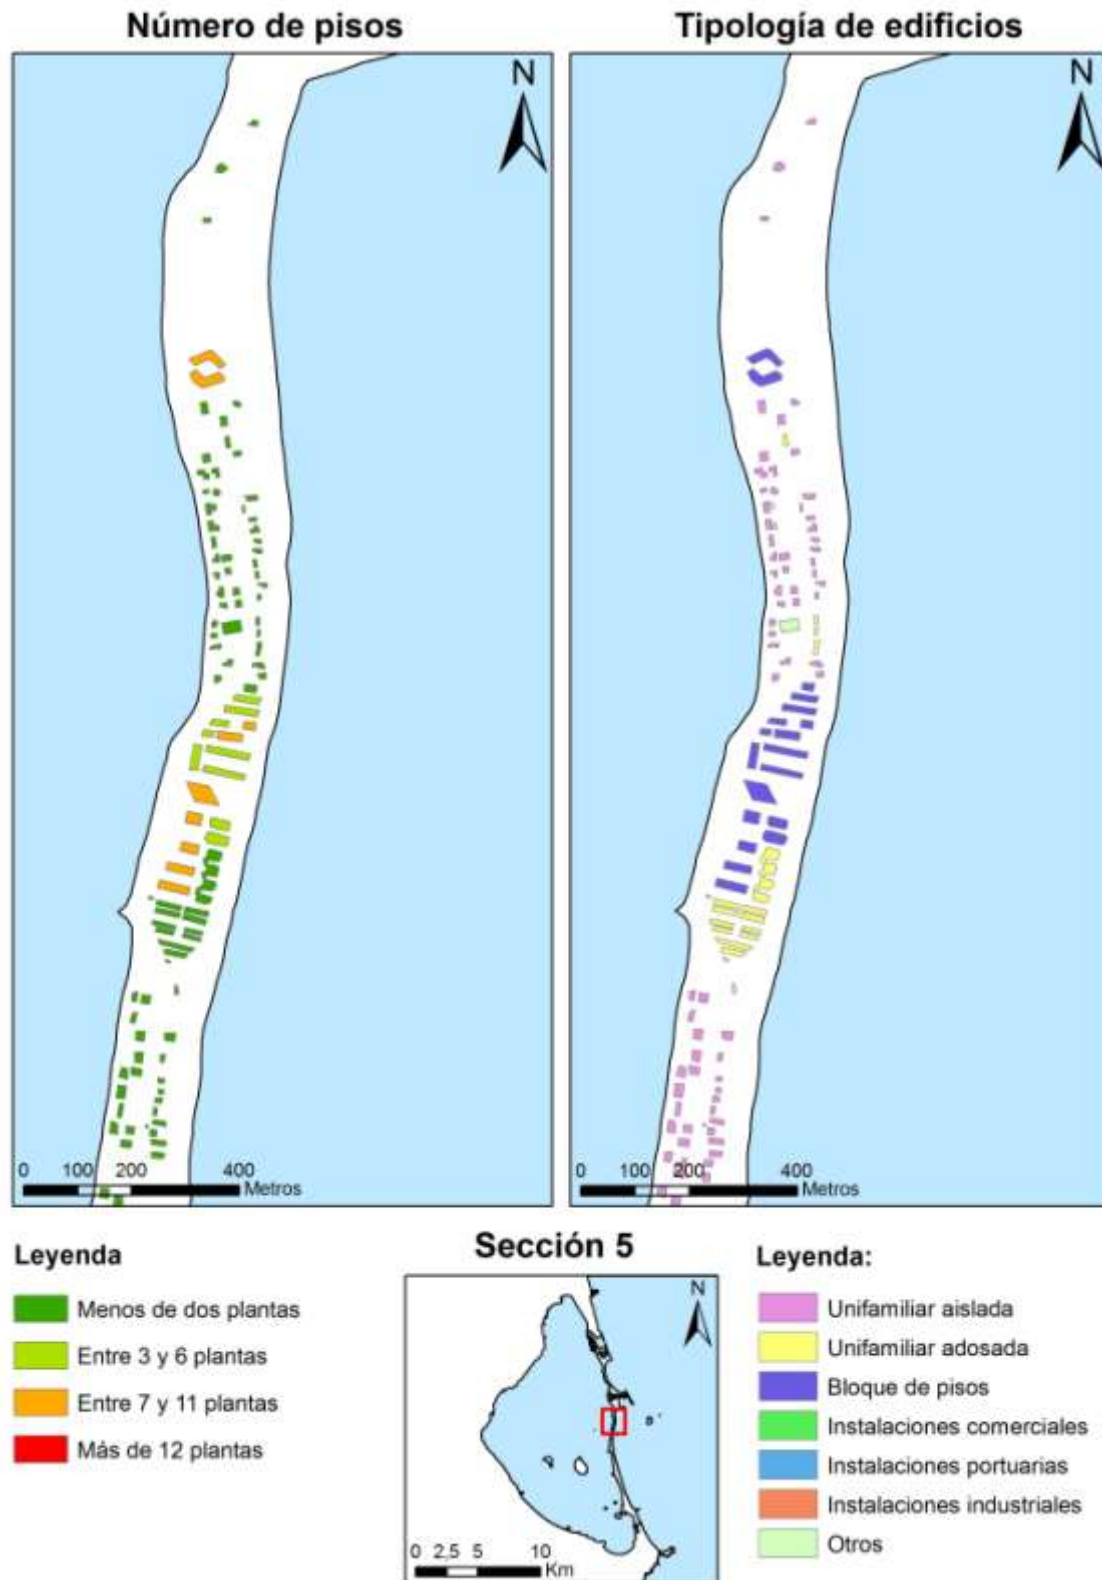 Número de pisos
Tipología de edificios
N
N
0 100 200 400
Metros
0 100 200 400
Metros
Leyenda
Menos de dos plantas
Entre 3 y 6 plantas
Entre 7 y 11 plantas
Más de 12 plantas
Sección 5
N
0 2,5 5 10
Km
Leyenda:
Unifamiliar aislada
Unifamiliar adosada
Bloque de pisos
Instalaciones comerciales
Instalaciones portuarias
Instalaciones industriales
Otros